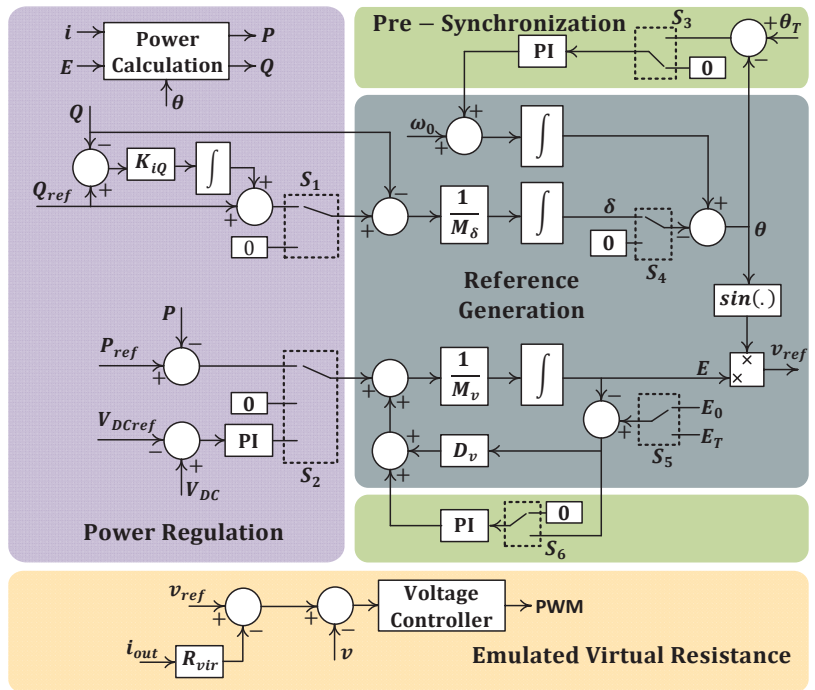 i
E
Power
Calculation
P
Q
θ
Pre − Synchronization
S3
+θT
−
PI
0
Q
−
+
KiQ
∫
Qref
+
+
S1
0
ω0
+
+
∫
−
+
1
Mδ
∫
δ
0
S4
+
−
θ
Reference
Generation
sin(.)
P
−
Pref
+
0
VDCref
−
+
PI
VDC
S2
Power Regulation
+
+
1
Mv
∫
E
×
×
vref
−
+
E0
ET
S5
+
+
Dv
PI
0
S6
vref
+
−
+
−
Voltage
Controller
PWM
iout
Rvir
v
Emulated Virtual Resistance